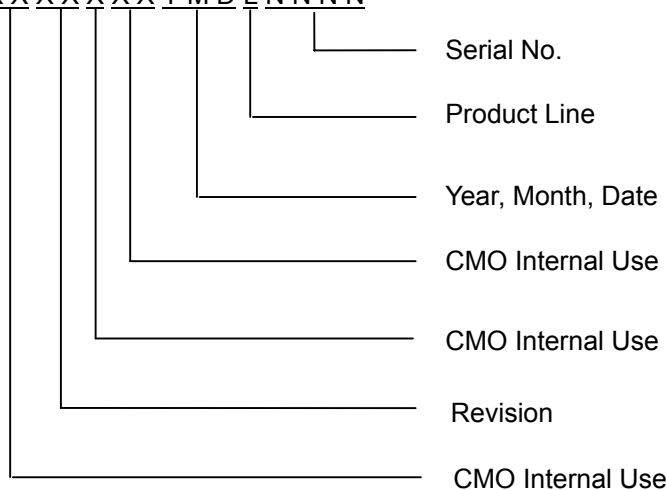 X X X X X X X Y M D L N N N N
Serial No.
Product Line
Year, Month, Date
CMO Internal Use
CMO Internal Use
Revision
CMO Internal Use